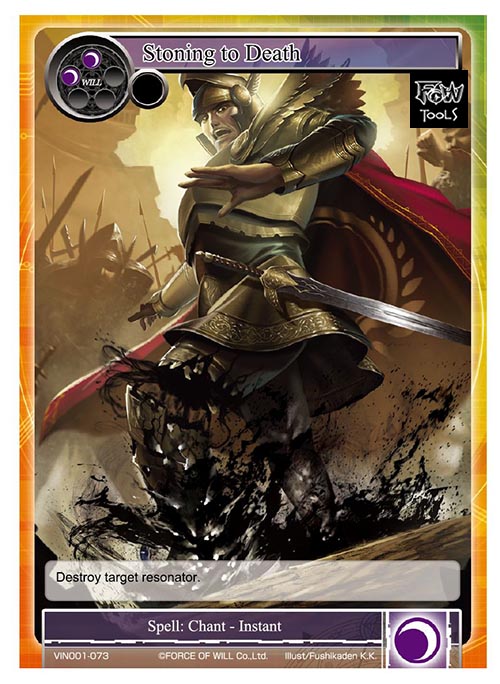 Stoning to Death
WILL
FOW
TOOLS
Destroy target resonator.
Spell: Chant - Instant
VIN001-073 ©FORCE OF WILL Co.,Ltd. Illust/Fushikaden K.K.